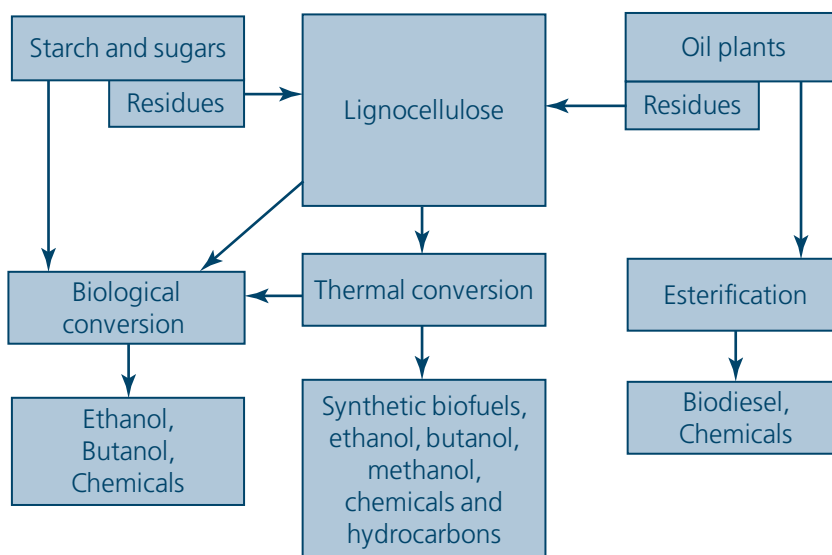 Starch and sugars
Residues
Lignocellulose
Oil plants
Residues
Biological
conversion
Thermal conversion
Esterification
Ethanol,
Butanol,
Chemicals
Synthetic biofuels,
ethanol, butanol,
methanol,
chemicals and
hydrocarbons
Biodiesel,
Chemicals